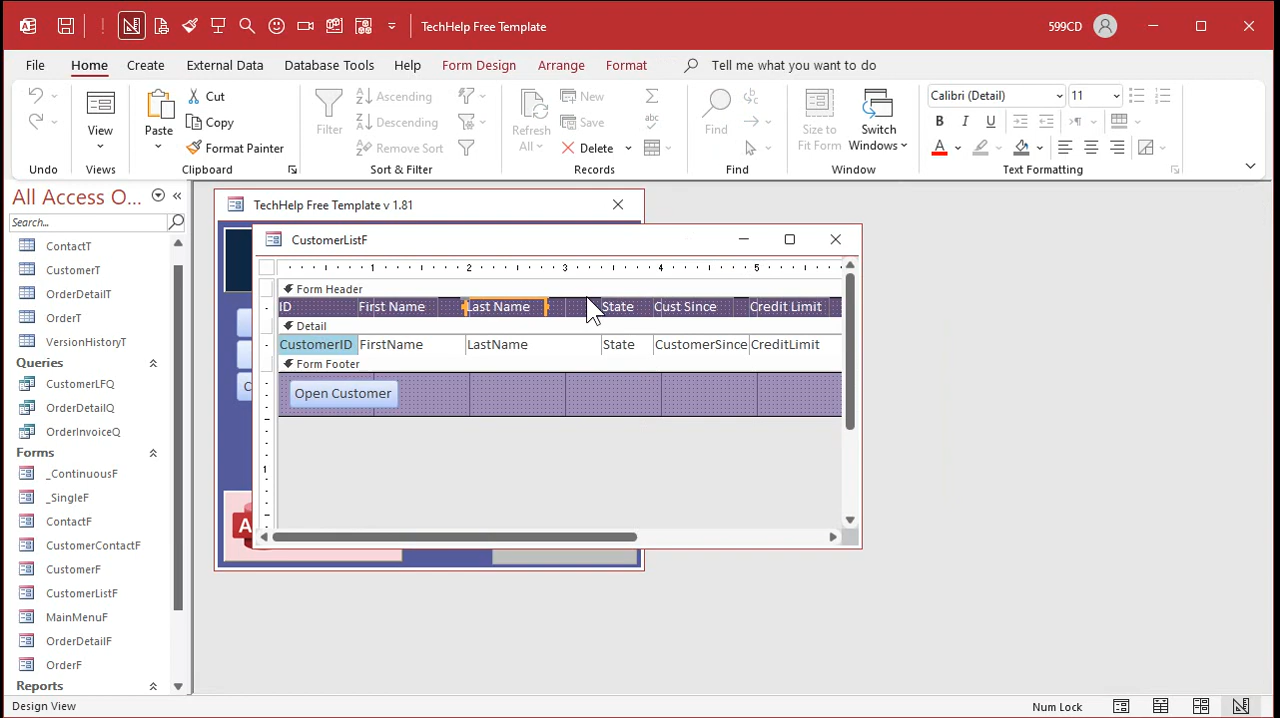 TechHelp Free Template
599CD
File Home Create External Data Database Tools Help Form Design Arrange Format Tell me what you want to do
View
Paste
Cut
Copy
Format Painter
Filter
Ascending
Descending
Remove Sort
Refresh All
New
Save
Delete
Find
Size to Fit Form
Switch Windows
Calibri (Detail) 11
B I U
Undo Views Clipboard Sort & Filter Records Find Window Text Formatting
All Access O...
Search...
ContactT
CustomerT
OrderDetailT
OrderT
VersionHistoryT
Queries
CustomerLFQ
OrderDetailQ
OrderInvoiceQ
Forms
_ContinuousF
_SingleF
ContactF
CustomerContactF
CustomerF
CustomerListF
MainMenuF
OrderDetailF
OrderF
Reports
TechHelp Free Template v 1.81
CustomerListF
1 2 3 4 5
Form Header
ID First Name Last Name State Cust Since Credit Limit
Detail
CustomerID FirstName LastName State CustomerSince CreditLimit
Form Footer
Open Customer
1
C
A
Design View
Num Lock